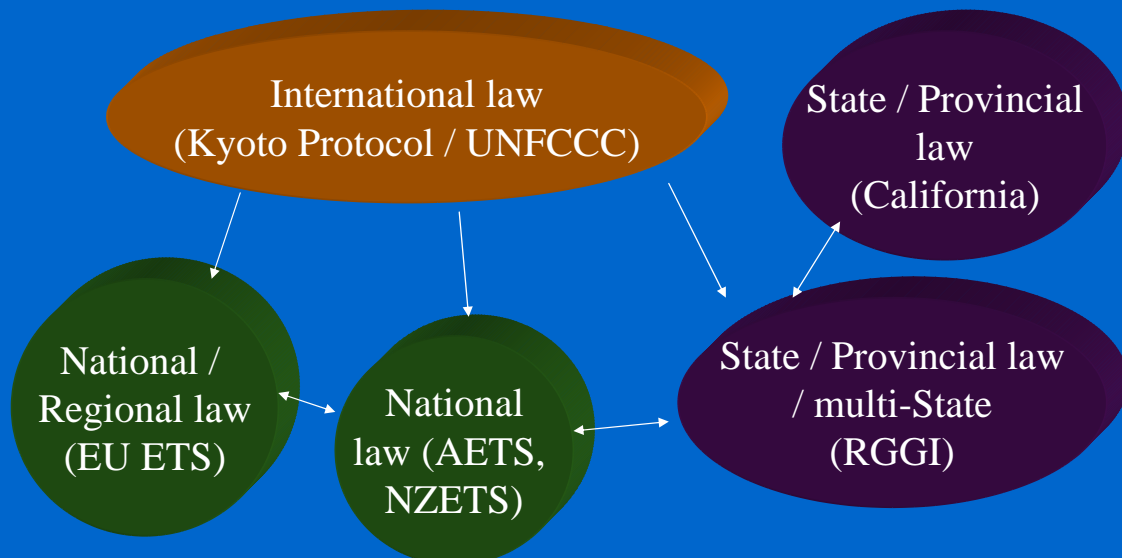 International law
(Kyoto Protocol / UNFCCC)
State / Provincial
law
(California)
National /
Regional law
(EU ETS)
National
law (AETS,
NZETS)
State / Provincial law
/ multi-State
(RGGI)